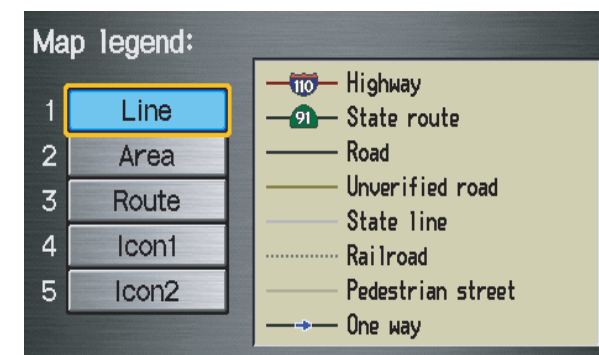 Map legend:
1 Line
2 Area
3 Route
4 Icon1
5 Icon2
110 Highway
91 State route
Road
Unverified road
State line
Railroad
Pedestrian street
One way